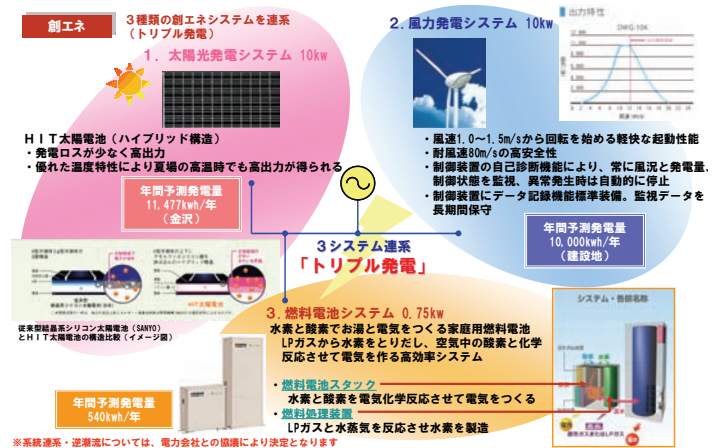 創エネ
３種類の創エネシステムを連系
（トリプル発電）
１．太陽光発電システム 10kw
ＨＩＴ太陽電池（ハイブリッド構造）
・発電ロスが少なく高出力
・優れた温度特性により夏場の高温時でも高出力が得られる
年間予測発電量
11,477kwh/年
（金沢）
従来型結晶系シリコン太陽電池（SANYO）
とＨＩＴ太陽電池の構造比較（イメージ図）
２.風力発電システム 10kw
出力特性
DWG-10K
・風速1.0～1.5m/sから回転を始める軽快な起動性能
・耐風速80m/sの高安全性
・制御装置の自己診断機能により、常に風況と発電量、
制御状態を監視、異常発生時は自動的に停止
・制御装置にデータ記録機能標準装備。監視データを
長期間保守
年間予測発電量
10,000kwh/年
（建設地）
３システム連系
「トリプル発電」
３.燃料電池システム 0.75kw
水素と酸素でお湯と電気をつくる家庭用燃料電池
LPガスから水素をとりだし、空気中の酸素と化学
反応させて電気を作る高効率システム
・燃料電池スタック
水素と酸素を電気化学反応させて電気をつくる
・燃料処理装置
LPガスと水蒸気を反応させ水素を製造
年間予測発電量
540kwh/年
システム・各部名称
※系統連系・逆潮流については、電力会社との協議により決定となります